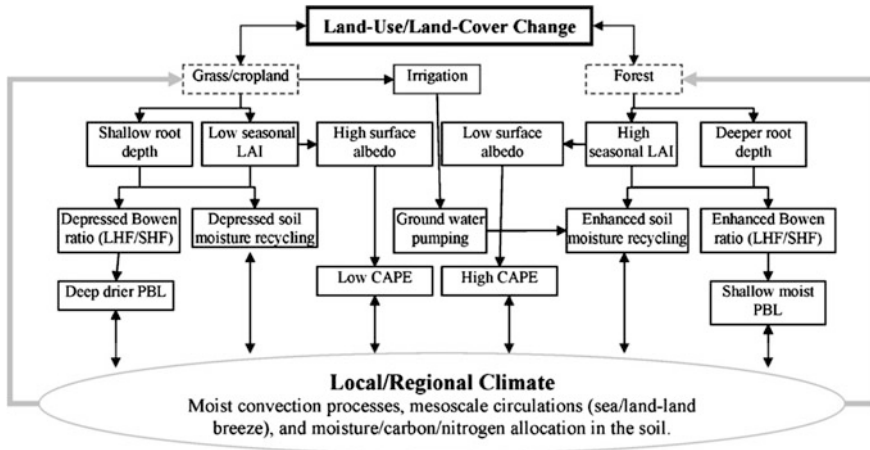 Land-Use/Land-Cover Change
Grass/cropland
Irrigation
Forest
Shallow root
depth
Low seasonal
LAI
High surface
albedo
Low surface
albedo
High
seasonal LAI
Deeper root
depth
Depressed Bowen
ratio (LHF/SHF)
Depressed soil
moisture recycling
Ground water
pumping
Enhanced soil
moisture recycling
Enhanced Bowen
ratio (LHF/SHF)
Deep drier PBL
Low CAPE
High CAPE
Shallow moist
PBL
Local/Regional Climate
Moist convection processes, mesoscale circulations (sea/land-land
breeze), and moisture/carbon/nitrogen allocation in the soil.